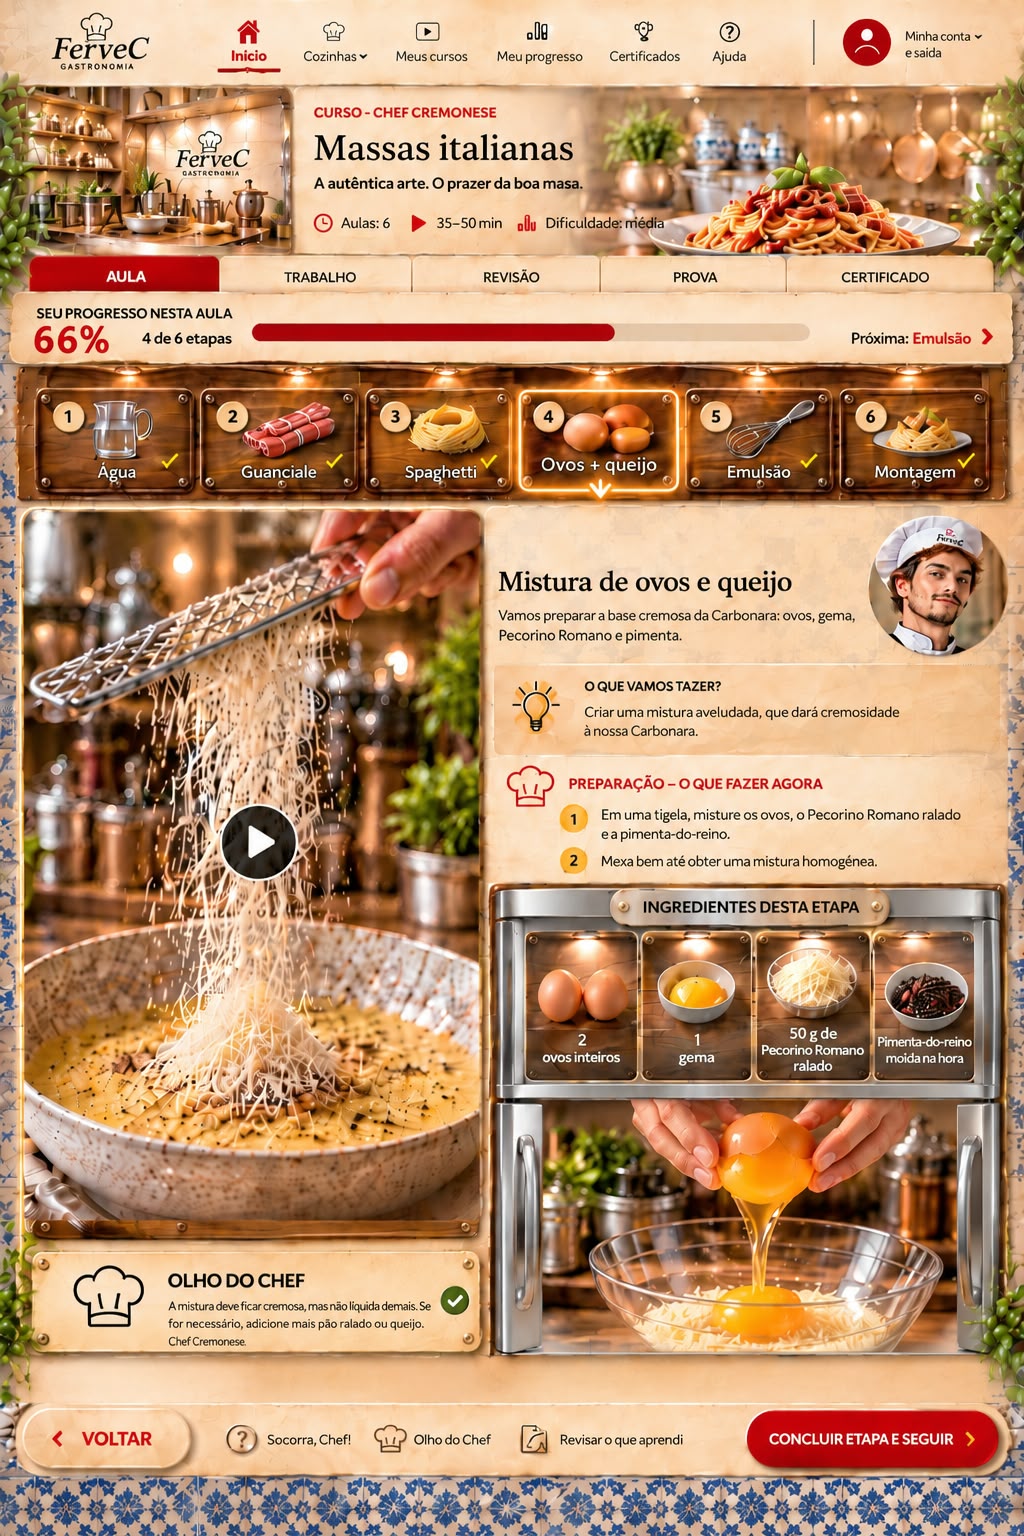 FerveC
GASTRONOMIA
Inicio
Cozinhas
Meus cursos
Meu progresso
Certificados
Ajuda
Minha conta
e saida
FerveC
GASTRONOMIA
CURSO - CHEF CREMONESE
Massas italianas
A autêntica arte. O prazer da boa masa.
Aulas: 6
35–50 min
Dificuldade: média
AULA
TRABALHO
REVISÃO
PROVA
CERTIFICADO
SEU PROGRESSO NESTA AULA
66%
4 de 6 etapas
Próxima: Emulsão
1
Água
2
Guanciale
3
Spaghetti
4
Ovos + queijo
5
Emulsão
6
Montagem
FerveC
Mistura de ovos e queijo
Vamos preparar a base cremosa da Carbonara: ovos, gema,
Pecorino Romano e pimenta.
O QUE VAMOS TAZER?
Criar uma mistura aveludada, que dará cremosidade
à nossa Carbonara.
PREPARAÇÃO – O QUE FAZER AGORA
1
Em uma tigela, misture os ovos, o Pecorino Romano ralado
e a pimenta-do-reino.
2
Mexa bem até obter uma mistura homogénea.
INGREDIENTES DESTA ETAPA
2
ovos inteiros
1
gema
50 g de
Pecorino Romano
ralado
Pimenta-do-reino
moida na hora
OLHO DO CHEF
A mistura deve ficar cremosa, mas não líquida demais. Se
for necessário, adicione mais pão ralado ou queijo.
Chef Cremonese.
VOLTAR
Socorra, Chef!
Olho do Chef
Revisar o que aprendi
CONCLUIR ETAPA E SEGUIR